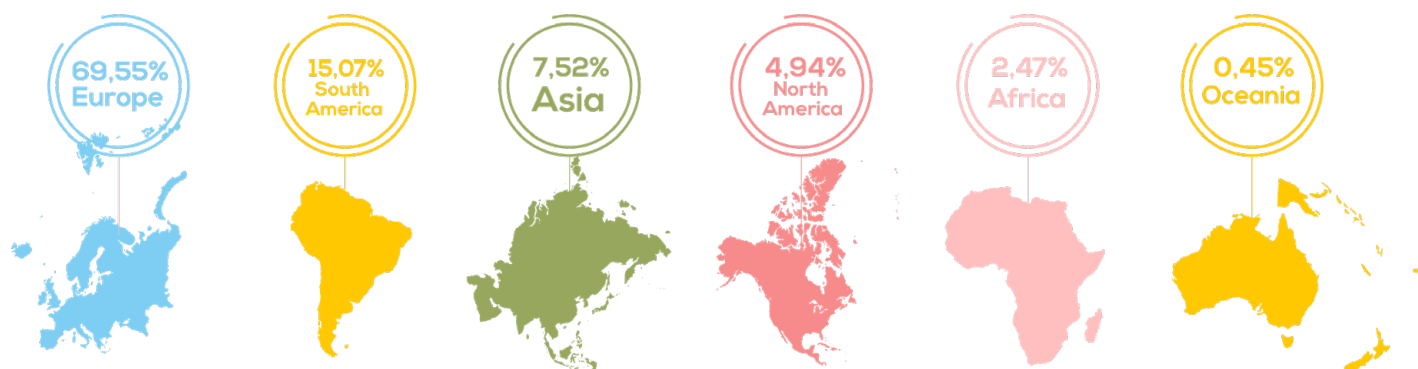 69,55%
Europe
15,07%
South
America
7,52%
Asia
4,94%
North
America
2,47%
Africa
0,45%
Oceania